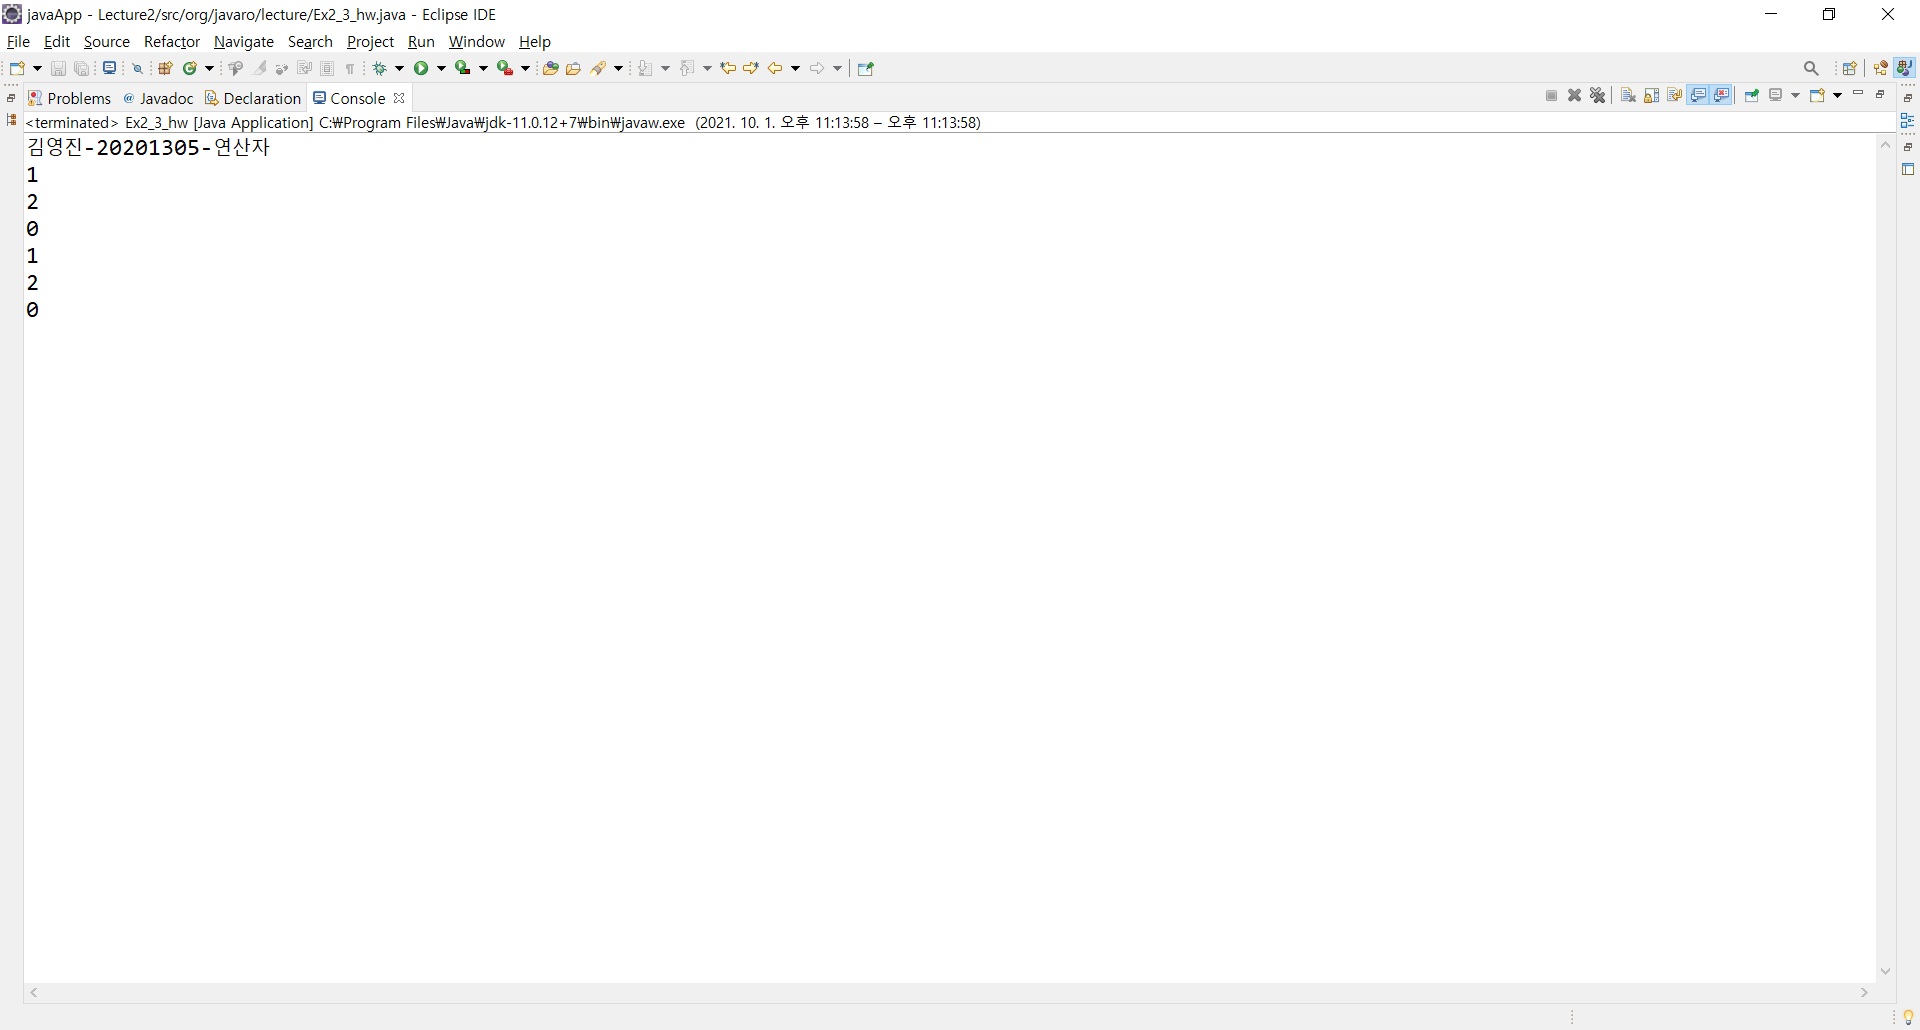 javaApp - Lecture2/src/org/javaro/lecture/Ex2_3_hw.java - Eclipse IDE
File Edit Source Refactor Navigate Search Project Run Window Help
Problems @ Javadoc Declaration Console
<terminated> Ex2_3_hw [Java Application] C:₩Program Files₩Java₩jdk-11.0.12+7₩bin₩javaw.exe (2021. 10. 1. 오후 11:13:58 – 오후 11:13:58)
김영진-20201305-연산자
1
2
0
1
2
0